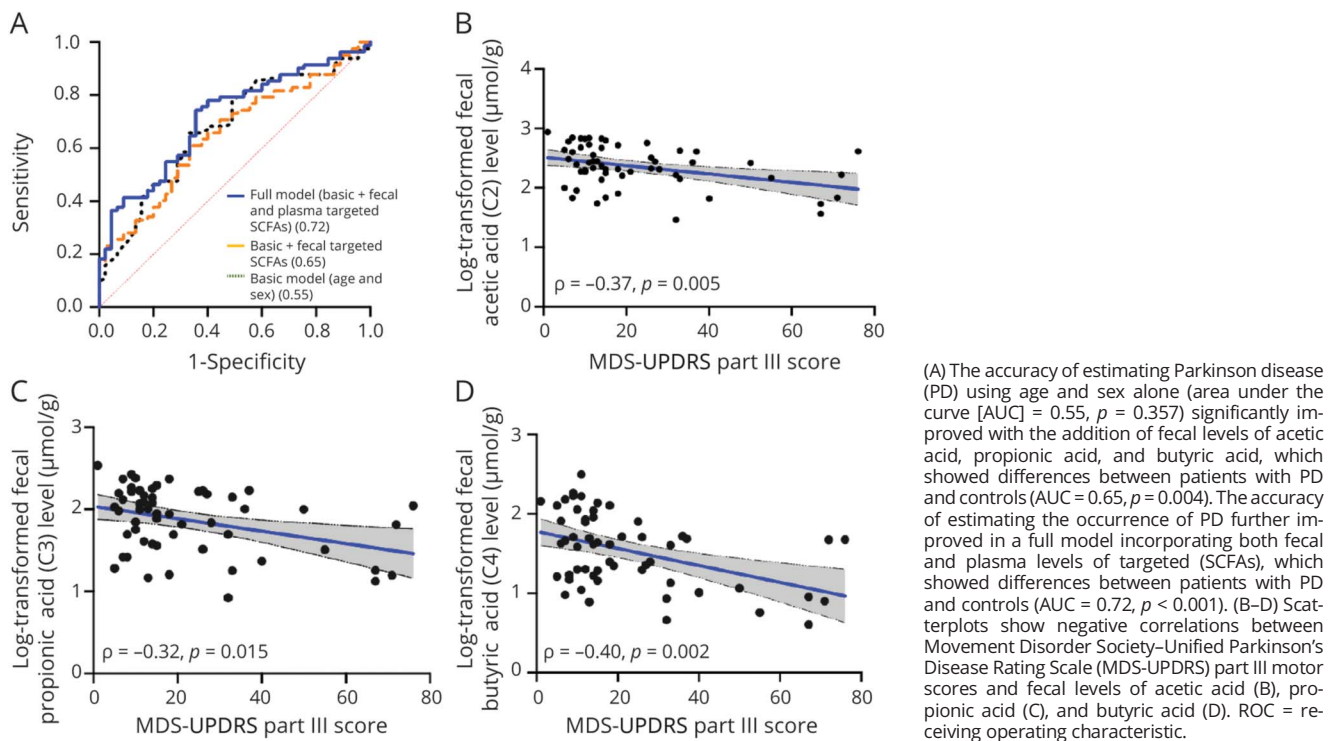 A
1.0
0.8
0.6
0.4
0.2
0.0
Sensitivity
Full model (basic + fecal
and plasma targeted
SCFAs) (0.72)
Basic + fecal targeted
SCFAs (0.65)
Basic model (age and
sex) (0.55)
0.0 0.2 0.4 0.6 0.8 1.0
1-Specificity
B
Log-transformed fecal
acetic acid (C2) level (μmol/g)
4
3
2
1
0
ρ = –0.37, p = 0.005
0 20 40 60 80
MDS-UPDRS part III score
C
Log-transformed fecal
propionic acid (C3) level (μmol/g)
3
2
1
0
ρ = –0.32, p = 0.015
0 20 40 60 80
MDS-UPDRS part III score
D
Log-transformed fecal
butyric acid (C4) level (μmol/g)
3
2
1
0
ρ = –0.40, p = 0.002
0 20 40 60 80
MDS-UPDRS part III score
(A) The accuracy of estimating Parkinson disease
(PD) using age and sex alone (area under the
curve [AUC] = 0.55, p = 0.357) significantly im-
proved with the addition of fecal levels of acetic
acid, propionic acid, and butyric acid, which
showed differences between patients with PD
and controls (AUC = 0.65, p = 0.004). The accuracy
of estimating the occurrence of PD further im-
proved in a full model incorporating both fecal
and plasma levels of targeted (SCFAs), which
showed differences between patients with PD
and controls (AUC = 0.72, p < 0.001). (B–D) Scat-
terplots show negative correlations between
Movement Disorder Society–Unified Parkinson's
Disease Rating Scale (MDS-UPDRS) part III motor
scores and fecal levels of acetic acid (B), pro-
pionic acid (C), and butyric acid (D). ROC = re-
ceiving operating characteristic.